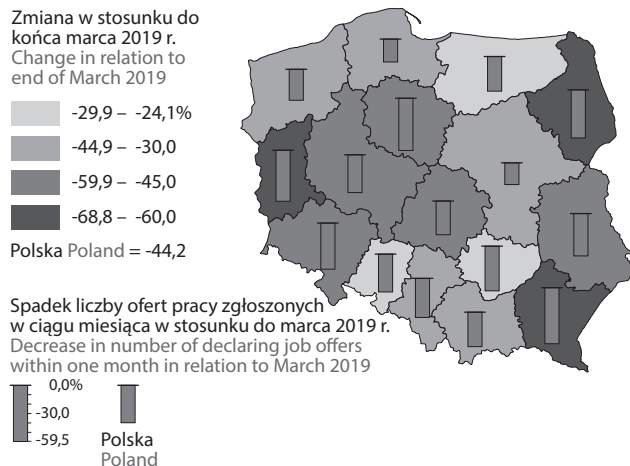 Zmiana w stosunku do
końca marca 2019 r.
Change in relation to
end of March 2019
-29,9 – -24,1%
-44,9 – -30,0
-59,9 – -45,0
-68,8 – -60,0
Polska Poland = -44,2
Spadek liczby ofert pracy zgłoszonych
w ciągu miesiąca w stosunku do marca 2019 r.
Decrease in number of declaring job offers
within one month in relation to March 2019
0,0%
-30,0
-59,5
Polska
Poland